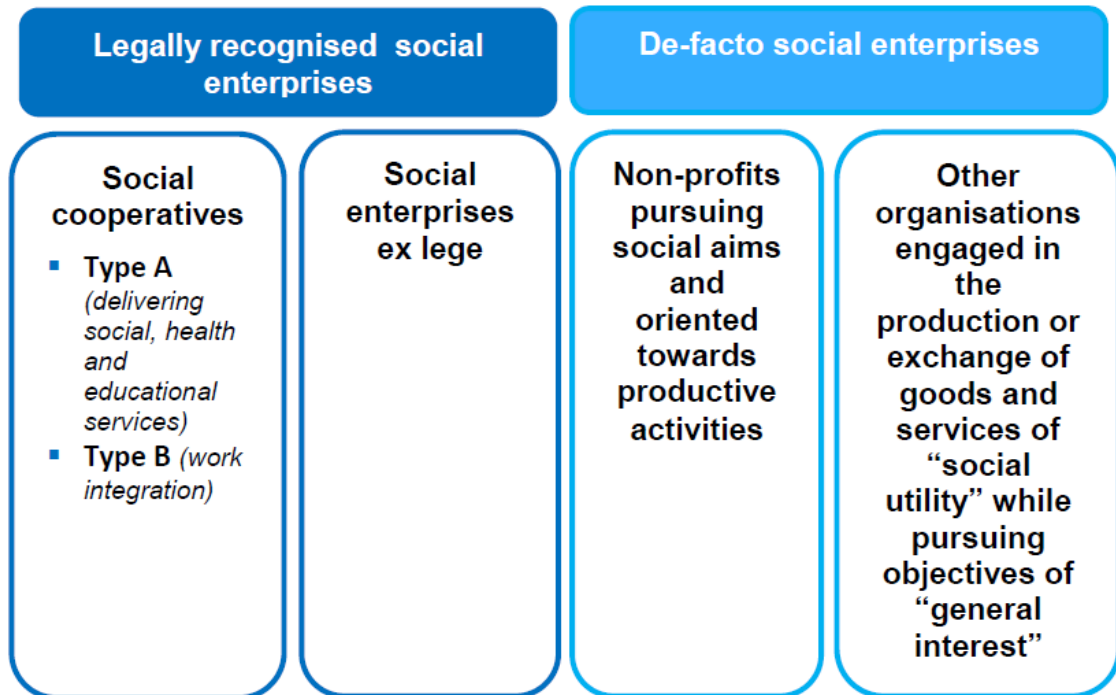 Legally recognised social
enterprises
De-facto social enterprises
Social
cooperatives
▪ Type A
(delivering
social, health
and
educational
services)
▪ Type B (work
integration)
Social
enterprises
ex lege
Non-profits
pursuing
social aims
and
oriented
towards
productive
activities
Other
organisations
engaged in
the
production or
exchange of
goods and
services of
“social
utility” while
pursuing
objectives of
“general
interest”